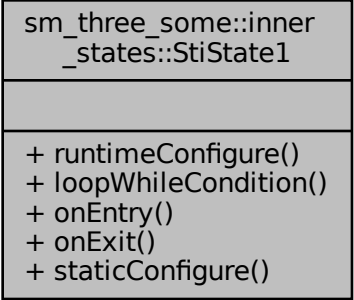 sm_three_some::inner
_states::StiState1
+ runtimeConfigure()
+ loopWhileCondition()
+ onEntry()
+ onExit()
+ staticConfigure()